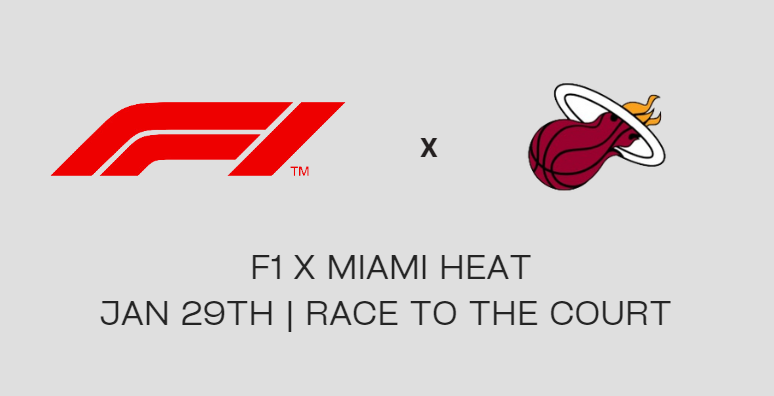 F1 TM
X
F1 X MIAMI HEAT
JAN 29TH | RACE TO THE COURT